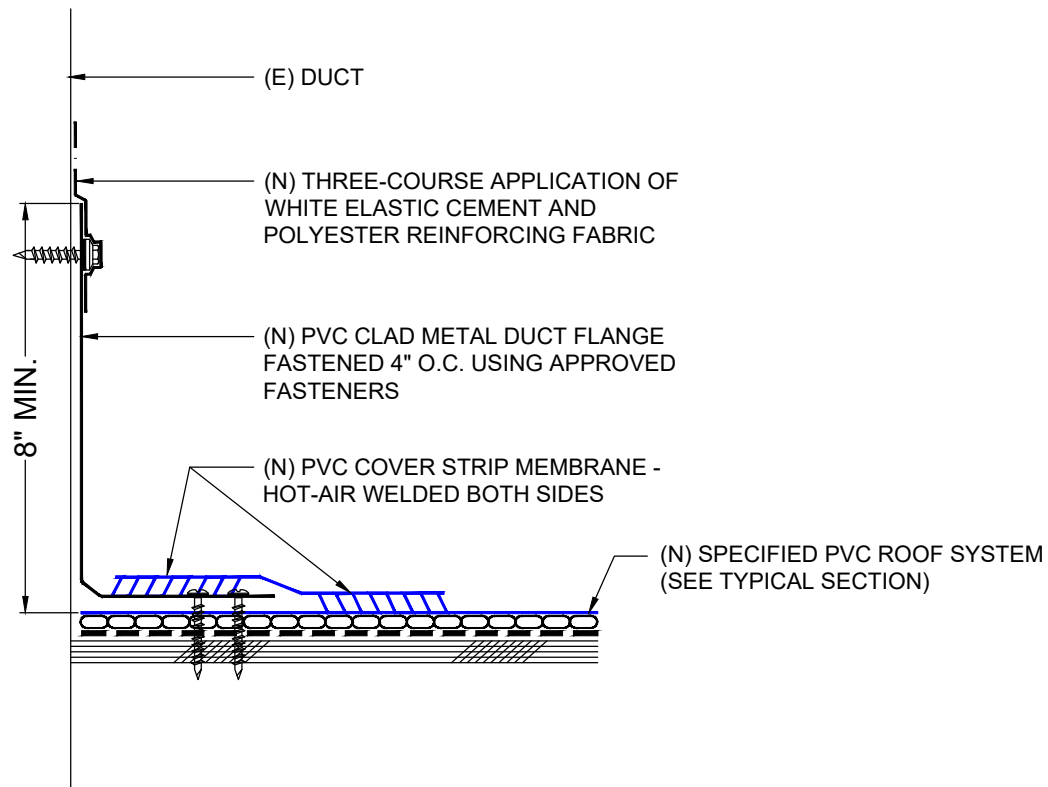 (E) DUCT
(N) THREE-COURSE APPLICATION OF
WHITE ELASTIC CEMENT AND
POLYESTER REINFORCING FABRIC
(N) PVC CLAD METAL DUCT FLANGE
FASTENED 4" O.C. USING APPROVED
FASTENERS
8" MIN.
(N) PVC COVER STRIP MEMBRANE -
HOT-AIR WELDED BOTH SIDES
(N) SPECIFIED PVC ROOF SYSTEM
(SEE TYPICAL SECTION)